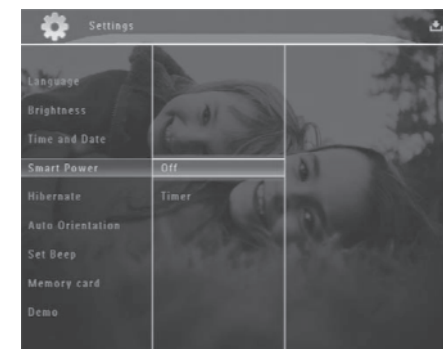 Settings
Language
Brightness
Time and Date
Smart Power
Off
Hibernate
Timer
Auto Orientation
Set Beep
Memory card
Demo